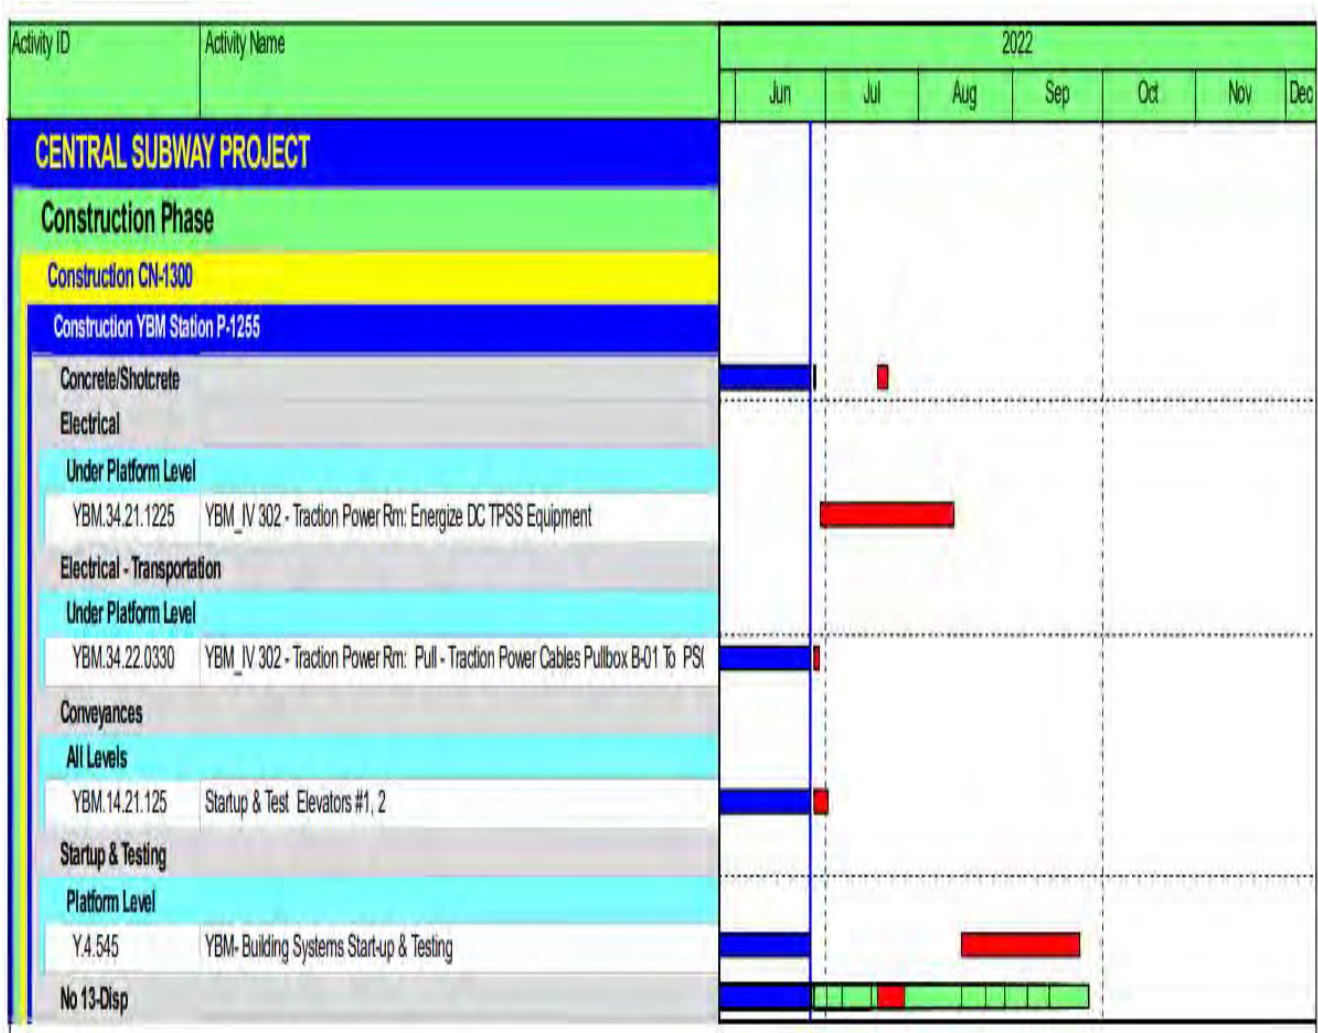 Activity ID Activity Name 2022
Jun Jul Aug Sep Oct Nov Dec
CENTRAL SUBWAY PROJECT
Construction Phase
Construction CN-1300
Construction YBM Station P-1255
Concrete/Shotcrete
Electrical
Under Platform Level
YBM.34.21.1225 YBM_IV 302 - Traction Power Rm: Energize DC TPSS Equipment
Electrical - Transportation
Under Platform Level
YBM.34.22.0330 YBM_IV 302 - Traction Power Rm: Pull - Traction Power Cables Pullbox B-01 To
Conveyances
All Levels
YBM.14.21.125 Startup & Test Elevators #1, 2
Startup & Testing
Platform Level
Y.4.545 YBM- Building Systems Start-up & Testing
No 13-Disp